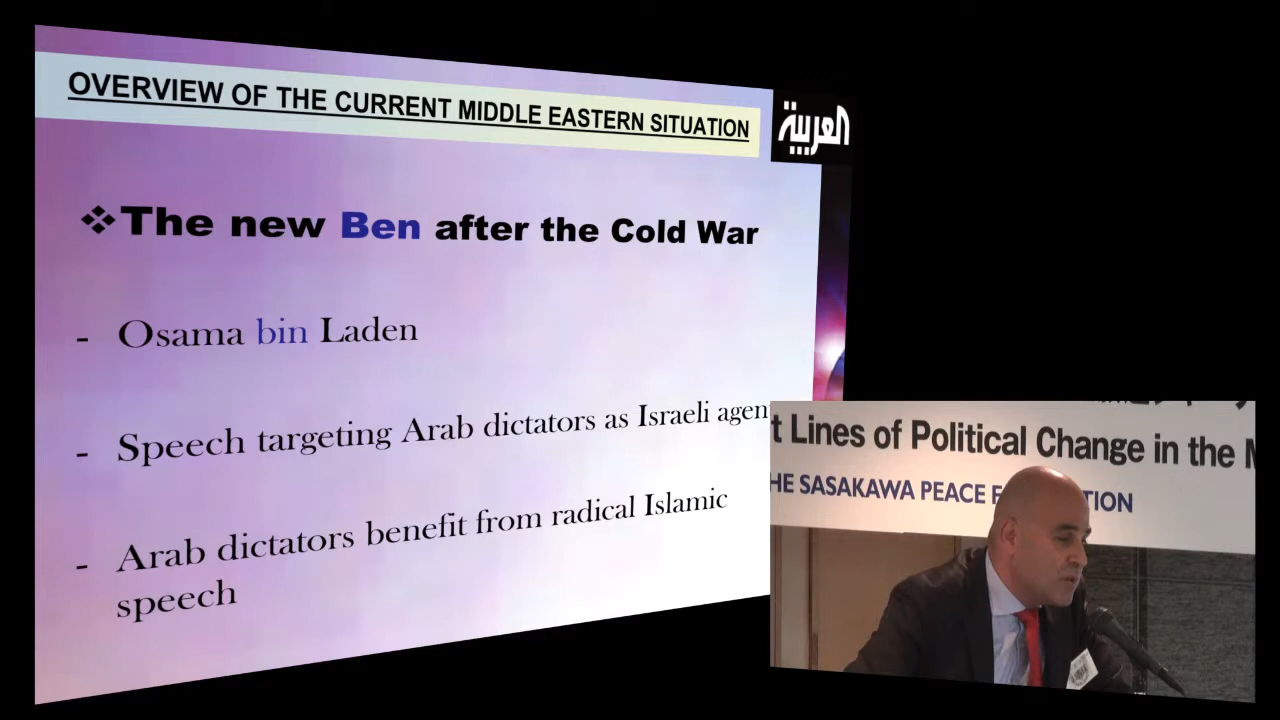 OVERVIEW OF THE CURRENT MIDDLE EASTERN SITUATION
العربية
❖The new Ben after the Cold War
- Osama bin Laden
- Speech targeting Arab dictators as Israeli agen
- Arab dictators benefit from radical Islamic
speech
t Lines of Political Change in the M
HE SASAKAWA PEACE F TION